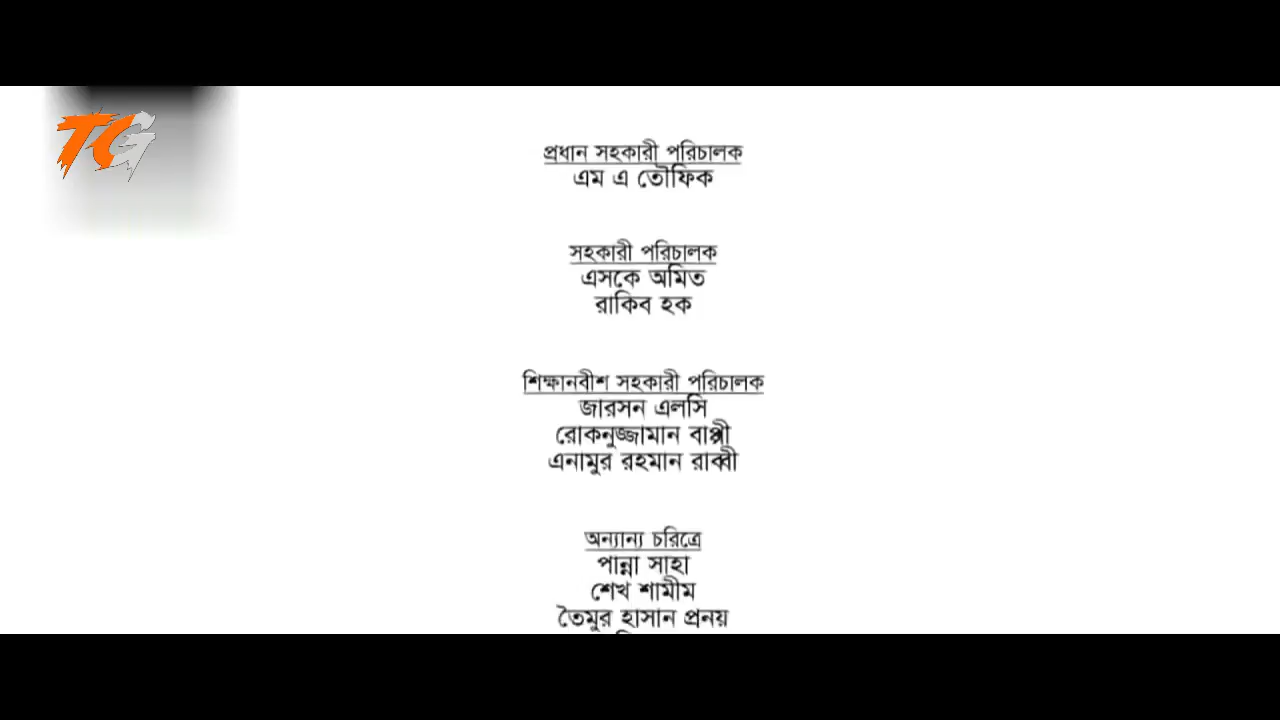 TG
প্রধান সহকারী পরিচালক
এম এ তৌফিক
সহকারী পরিচালক
এসকে অমিত
রাকিব হক
শিক্ষানবীশ সহকারী পরিচালক
জারসন এলসি
রোকনুজ্জামান বাপ্পী
এনামুর রহমান রাব্বী
অন্যান্য চরিত্রে
পান্না সাহা
শেখ শামীম
তৈমুর হাসান প্রনয়